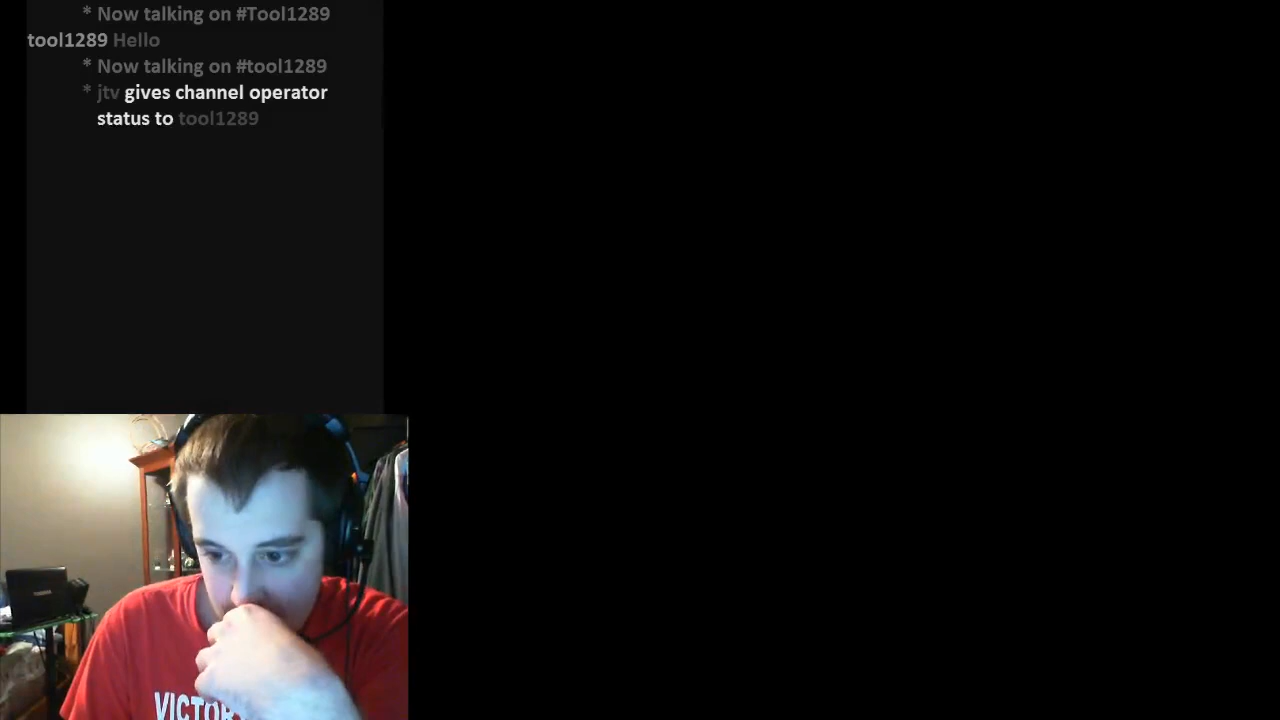 * Now talking on #Tool1289
tool1289 Hello
* Now talking on #tool1289
* jtv gives channel operator
status to tool1289
VICTOR